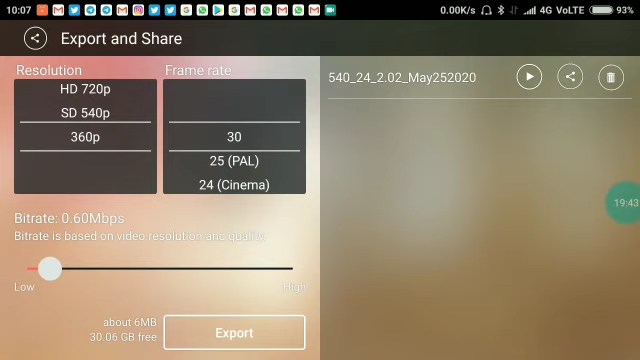 10:07
0.00K/s 4G VoLTE 93%
Export and Share
Resolution
Frame rate
HD 720p
SD 540p
360p
30
25 (PAL)
24 (Cinema)
540_24_2.02_May252020
19:43
Bitrate: 0.60Mbps
Bitrate is based on video resolution and quality.
Low
High
about 6MB
30.06 GB free
Export